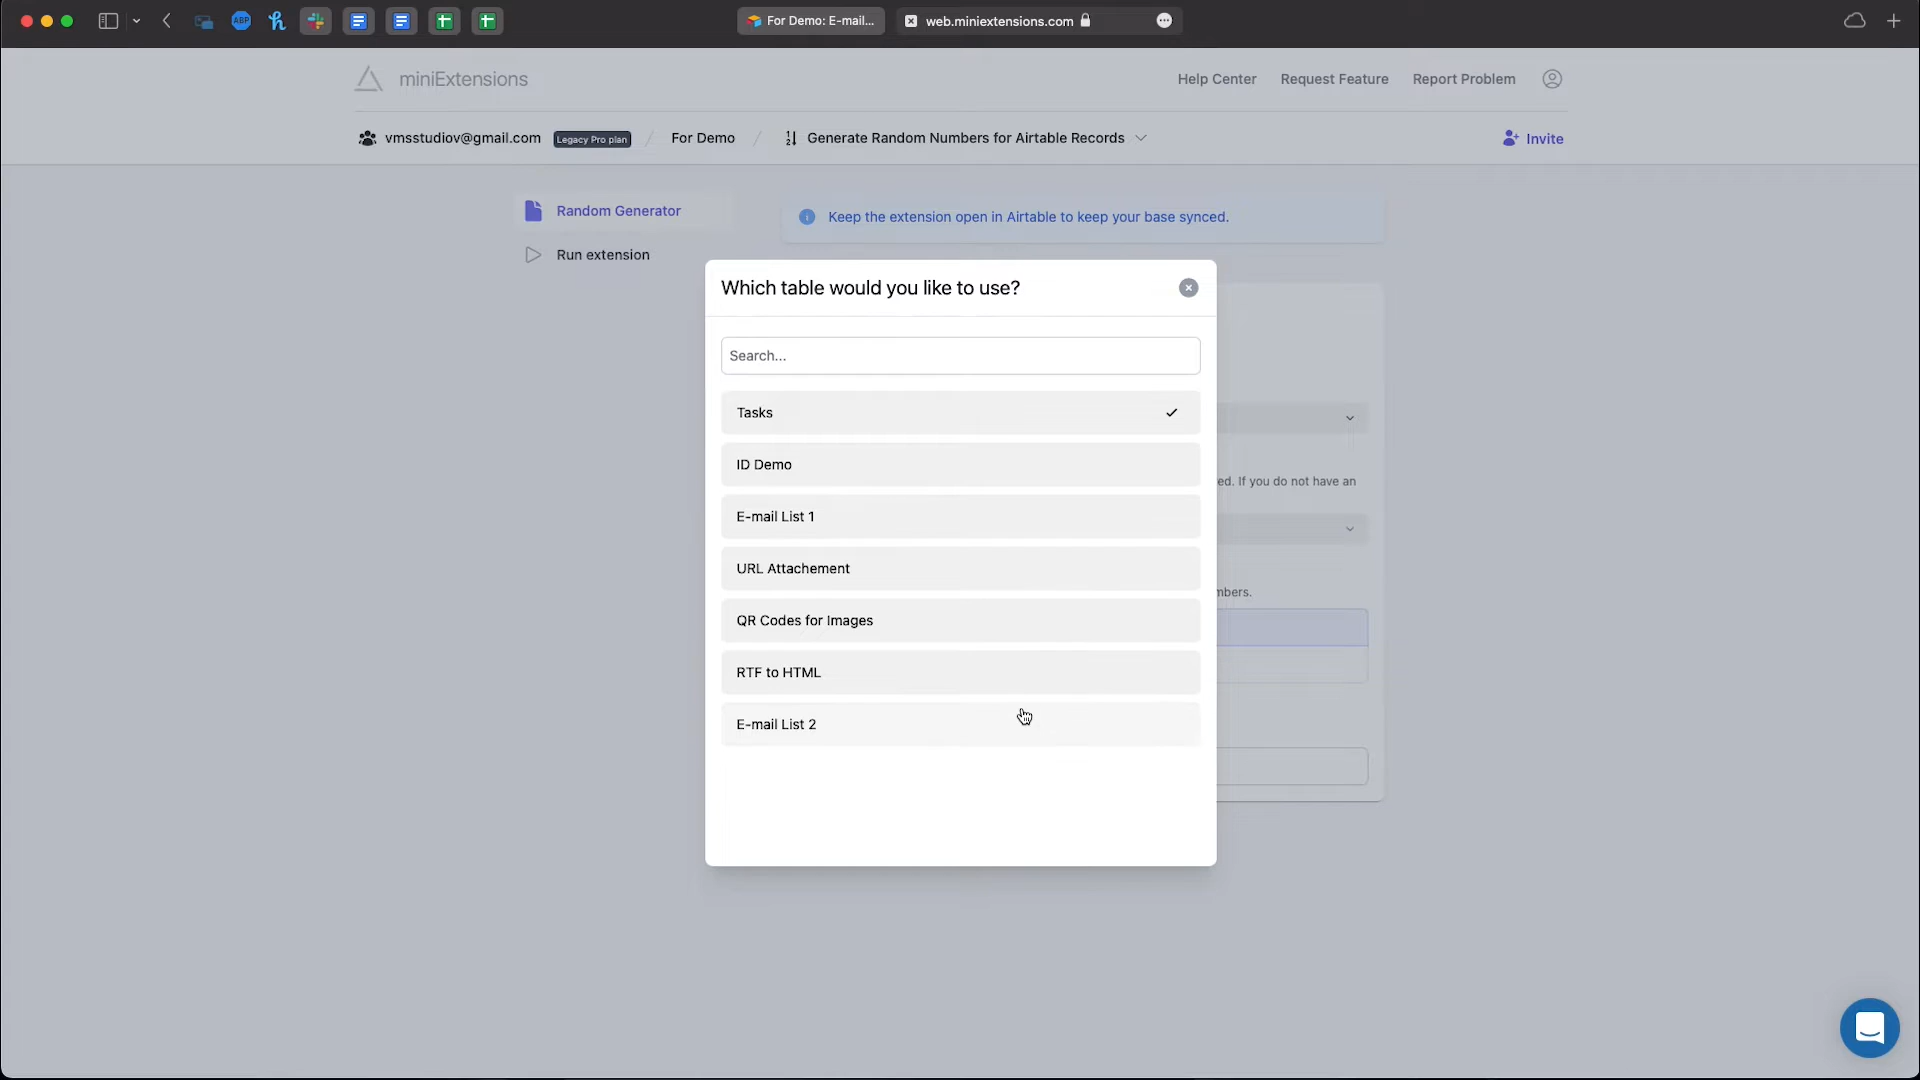 For Demo: E-mail...
web.miniextensions.com
ABP
miniExtensions
Help Center
Request Feature
Report Problem
vmsstudiov@gmail.com
Legacy Pro plan
/
For Demo
/
Generate Random Numbers for Airtable Records
Invite
Random Generator
Keep the extension open in Airtable to keep your base synced.
Run extension
Which table would you like to use?
Search...
Tasks
ID Demo
ed. If you do not have an
E-mail List 1
URL Attachement
mbers.
QR Codes for Images
RTF to HTML
E-mail List 2